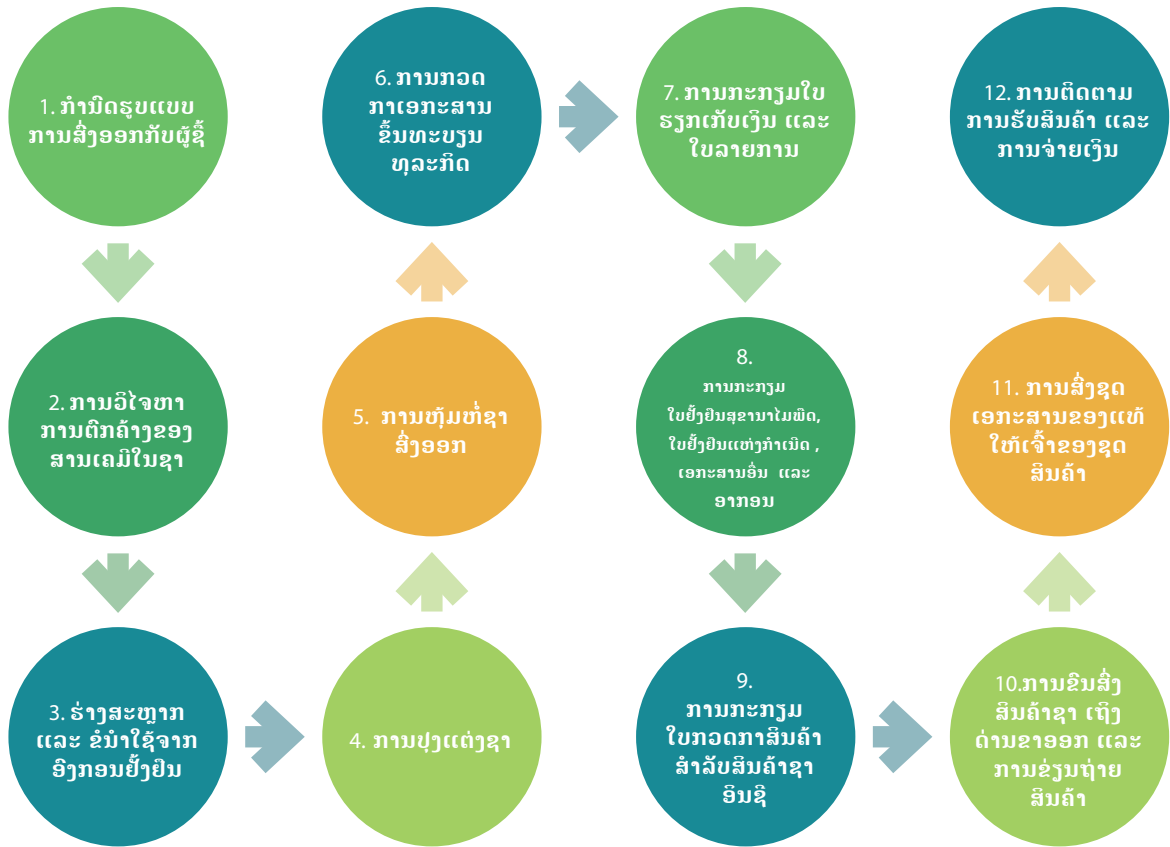 1. ກຳນົດຮູບແບບ
ການສົ່ງອອກກັບຜູ້ຊື້
2. ການວິໄຈຫາ
ການຕົກຄ້າງຂອງ
ສານເຄມີໃນຊາ
3. ຮ່າງສະຫຼາກ
ແລະ ຂໍນຳໃຊ້ຈາກ
ອົງກອນຢັ້ງຢືນ
4. ການປຸງແຕ່ງຊາ
5. ການຫຸ້ມຫໍ່ຊາ
ສົ່ງອອກ
6. ການກວດ
ກາເອກະສານ
ຂຶ້ນທະບຽນ
ທຸລະກິດ
7. ການກະກຽມໃບ
ຮຽກເກັບເງິນ ແລະ
ໃບລາຍການ
8.
ການກະກຽມ
ໃບຢັ້ງຢືນສຸຂານາໄມພືດ,
ໃບຢັ້ງຢືນແຫ່ງກຳເນີດ ,
ເອກະສານອື່ນ ແລະ
ອາກອນ
9.
ການກະກຽມ
ໃບກວດກາສິນຄ້າ
ສຳລັບສິນຄ້າຊາ
ອິນຊີ
10.ການຂົນສົ່ງ
ສິນຄ້າຊາ ເຖິງ
ດ່ານຂາອອກ ແລະ
ການຂ່ຽນຖ່າຍ
ສິນຄ້າ
11. ການສົ່ງຊຸດ
ເອກະສານຂອງແທ້
ໃຫ້ເຈົ້າຂອງຊຸດ
ສິນຄ້າ
12. ການຕິດຕາມ
ການຮັບສິນຄ້າ ແລະ
ການຈ່າຍເງິນ